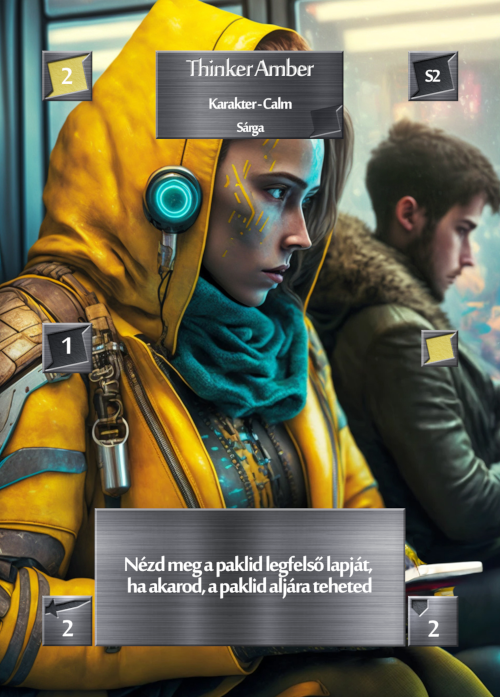 2
Thinker Amber
S2
Karakter - Calm
Sárga
1
Nézd meg a paklid legfelső lapját,
ha akarod, a paklid aljára teheted
2
2